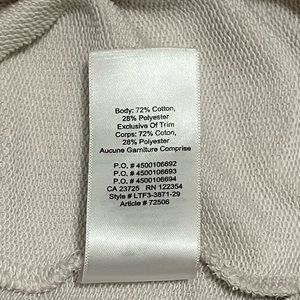 Body: 72% Cotton,
28% Polyester
Exclusive Of Trim
Corps: 72% Coton,
28% Polyester
Aucune Garniture Comprise
P.O. # 4500106692
P.O. # 4500106693
P.O. # 4500106694
CA 23725 RN 122354
Style # LTF3-3871-29
Article # 72506